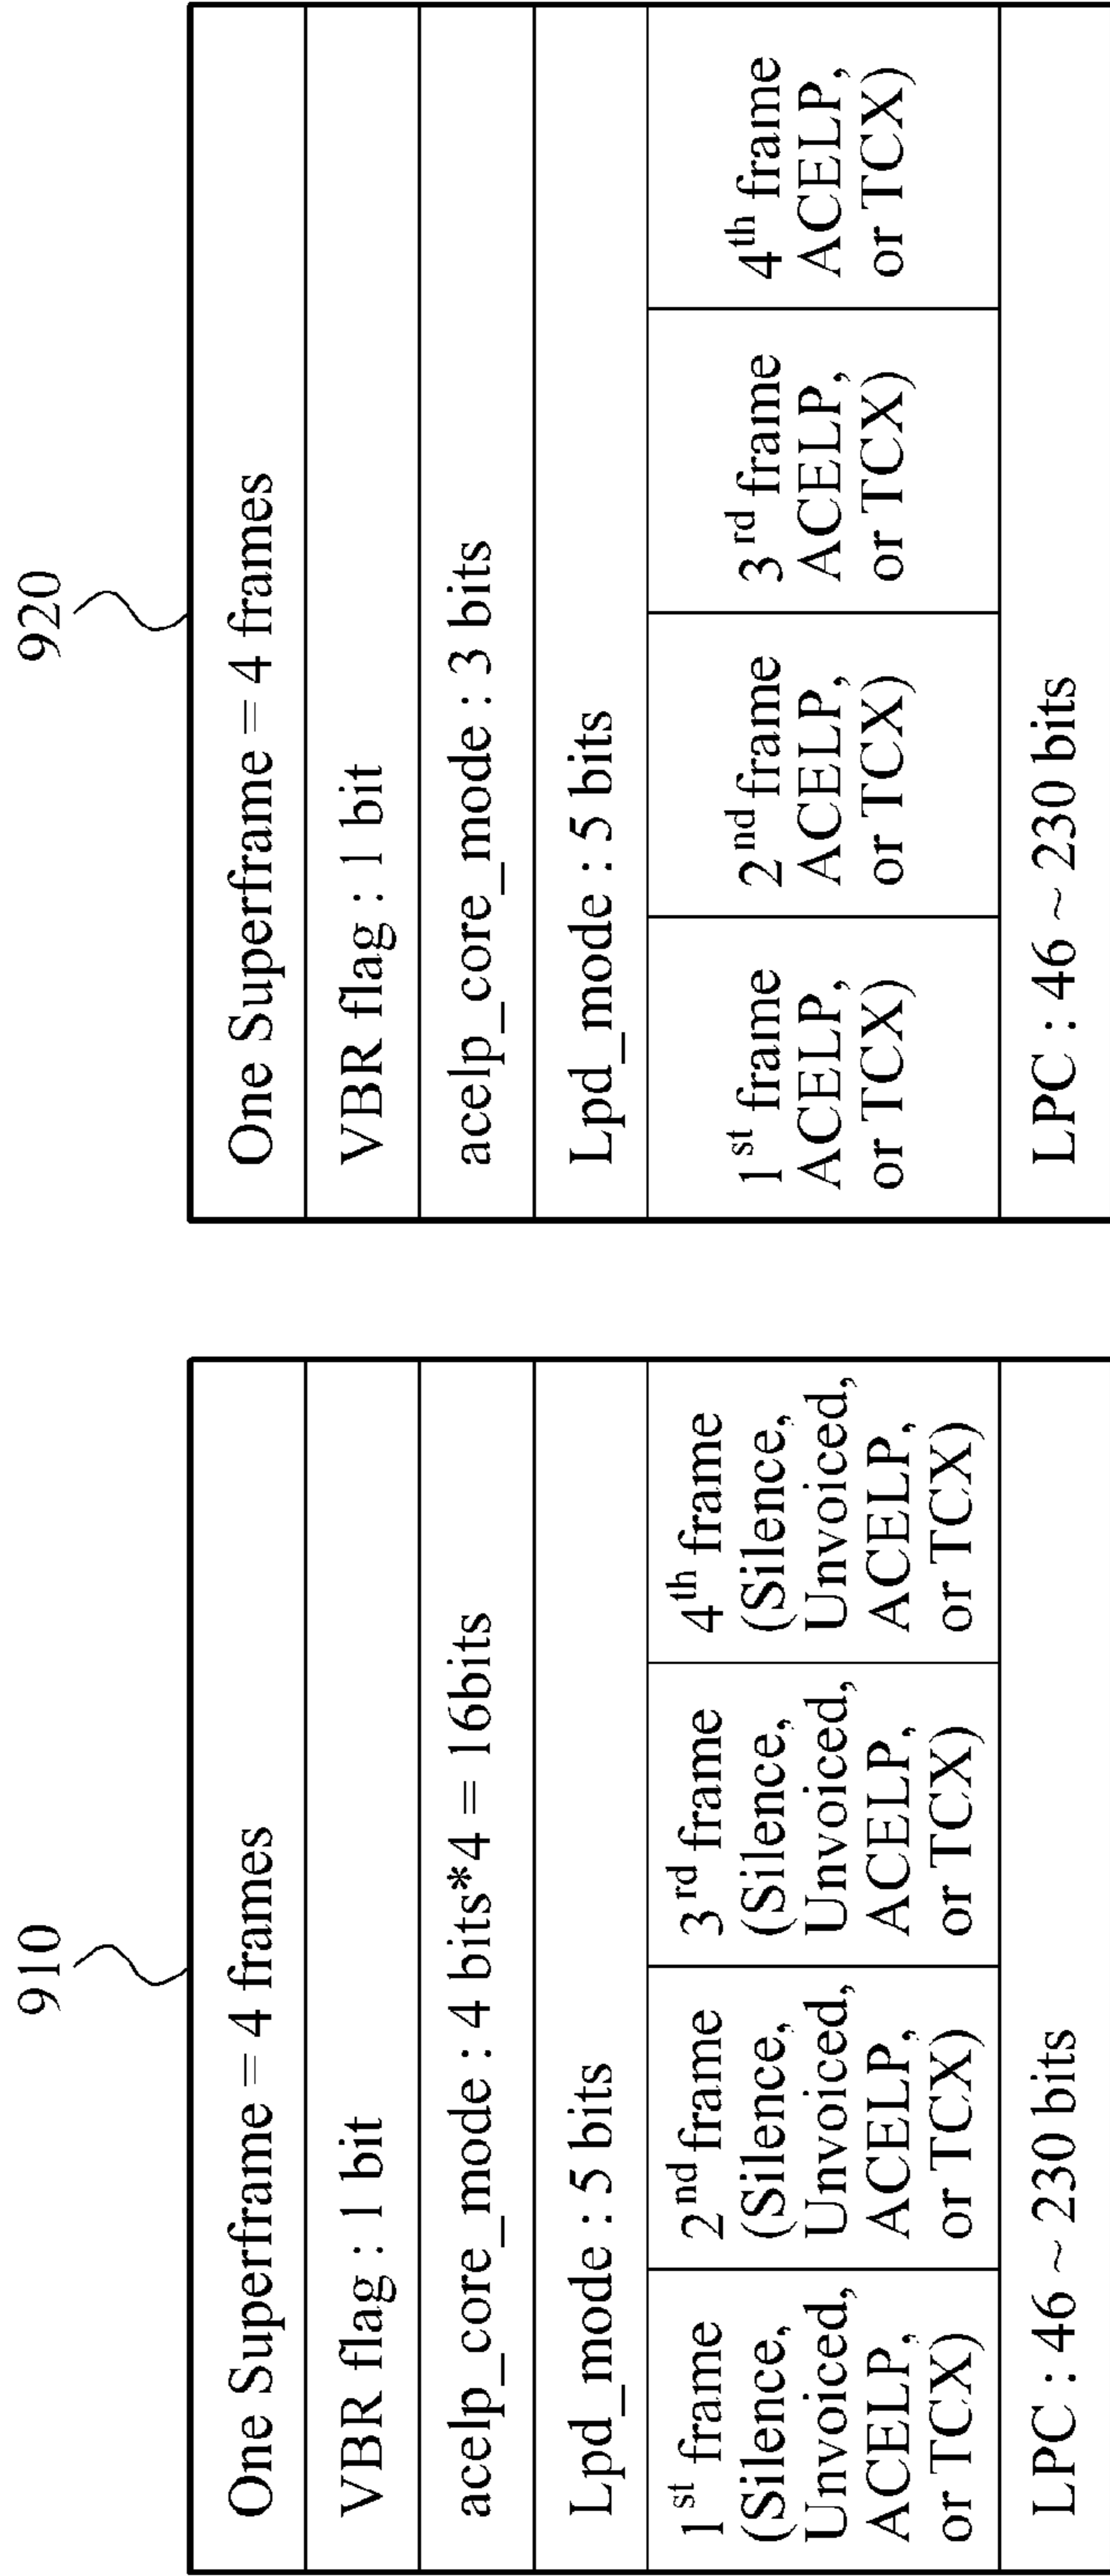 910
One Superframe = 4 frames
VBR flag : 1 bit
acelp_core_mode : 4 bits*4 = 16bits
Lpd_mode : 5 bits
1st frame
(Silence,
Unvoiced,
ACELP,
or TCX)
2nd frame
(Silence,
Unvoiced,
ACELP,
or TCX)
3rd frame
(Silence,
Unvoiced,
ACELP,
or TCX)
4th frame
(Silence,
Unvoiced,
ACELP,
or TCX)
LPC : 46 ~ 230 bits
920
One Superframe = 4 frames
VBR flag : 1 bit
acelp_core_mode : 3 bits
Lpd_mode : 5 bits
1st frame
ACELP,
or TCX)
2nd frame
ACELP,
or TCX)
3rd frame
ACELP,
or TCX)
4th frame
ACELP,
or TCX)
LPC : 46 ~ 230 bits